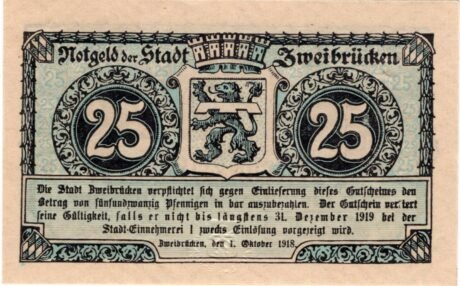 Notgeld der Stadt Zweibrücken
25 25
Die Stadt Zweibrücken verpflichtet sich gegen Einlieferung dieses Gutscheines den
Betrag von fünfundzwanzig Pfennigen in bar auszubezahlen. Der Gutschein verliert
seine Gültigkeit, falls er nicht bis längstens 31. Dezember 1919 bei der
Stadt-Einnehmerei I zwecks Einlösung vorgezeigt wird.
Zweibrücken, den 1. Oktober 1918.